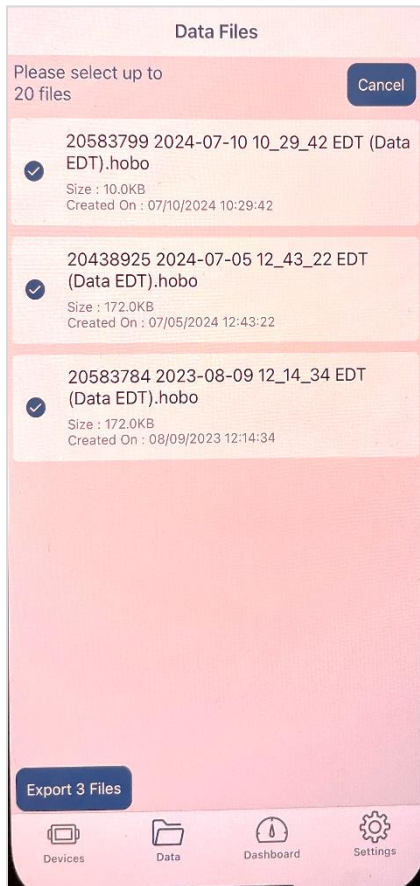 Data Files
Please select up to
20 files
Cancel
20583799 2024-07-10 10_29_42 EDT (Data
EDT).hobo
Size : 10.0KB
Created On : 07/10/2024 10:29:42
20438925 2024-07-05 12_43_22 EDT
(Data EDT).hobo
Size : 172.0KB
Created On : 07/05/2024 12:43:22
20583784 2023-08-09 12_14_34 EDT
(Data EDT).hobo
Size : 172.0KB
Created On : 08/09/2023 12:14:34
Export 3 Files
Devices
Data
Dashboard
Settings